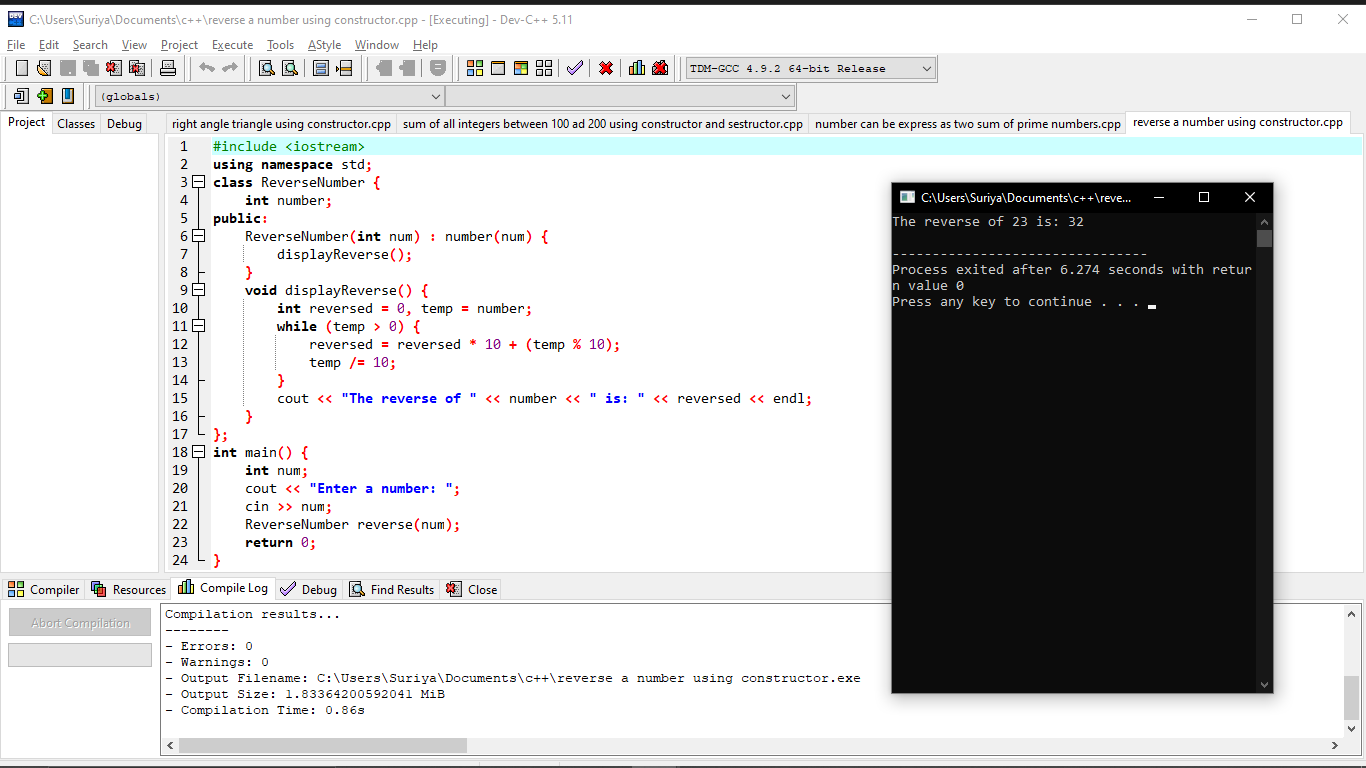 C:\Users\Suriya\Documents\c++\reverse a number using constructor.cpp - [Executing] - Dev-C++ 5.11
File Edit Search View Project Execute Tools AStyle Window Help
TDM-GCC 4.9.2 64-bit Release
(globals)
Project Classes Debug
right angle triangle using constructor.cpp sum of all integers between 100 ad 200 using constructor and sestructor.cpp number can be express as two sum of prime numbers.cpp reverse a number using constructor.cpp
1 #include <iostream>
2 using namespace std;
3 class ReverseNumber {
4 int number;
5 public:
6 ReverseNumber(int num) : number(num) {
7 displayReverse();
8 }
9 void displayReverse() {
10 int reversed = 0, temp = number;
11 while (temp > 0) {
12 reversed = reversed * 10 + (temp % 10);
13 temp /= 10;
14 }
15 cout << "The reverse of " << number << " is: " << reversed << endl;
16 }
17 };
18 int main() {
19 int num;
20 cout << "Enter a number: ";
21 cin >> num;
22 ReverseNumber reverse(num);
23 return 0;
24 }
C:\Users\Suriya\Documents\c++\reve...
The reverse of 23 is: 32
--------------------------------
Process exited after 6.274 seconds with retur
n value 0
Press any key to continue . . .
Compiler Resources Compile Log Debug Find Results Close
Abort Compilation
Compilation results...
--------
- Errors: 0
- Warnings: 0
- Output Filename: C:\Users\Suriya\Documents\c++\reverse a number using constructor.exe
- Output Size: 1.83364200592041 MiB
- Compilation Time: 0.86s